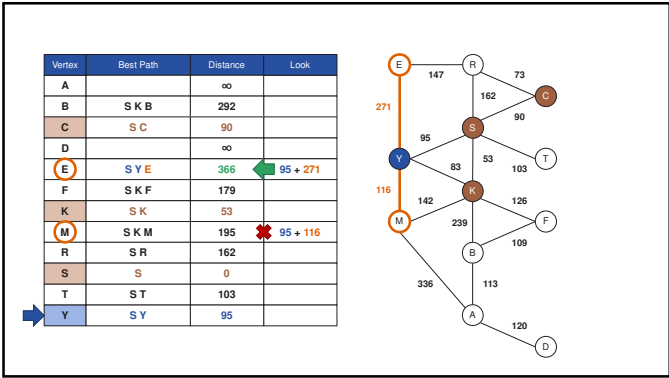 Vertex Best Path Distance Look
A ∞
B S K B 292
C S C 90
D ∞
E S Y E 366 95 + 271
F S K F 179
K S K 53
M S K M 195 95 + 116
R S R 162
S S 0
T S T 103
Y S Y 95
E R
147 73
162 C
271 90
S
95
Y 53 T
83 103
116 K
142 126
M 239 F
109
B
336 113
A
120
D